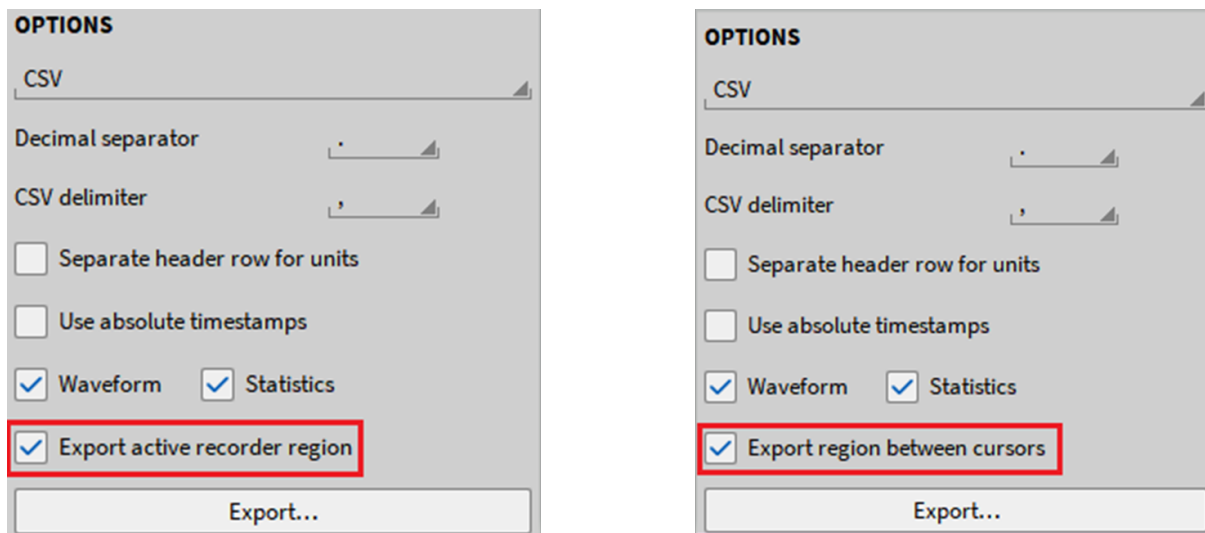 OPTIONS
CSV
Decimal separator .
CSV delimiter ,
Separate header row for units
Use absolute timestamps
Waveform Statistics
Export active recorder region
Export...
OPTIONS
CSV
Decimal separator .
CSV delimiter ,
Separate header row for units
Use absolute timestamps
Waveform Statistics
Export region between cursors
Export...